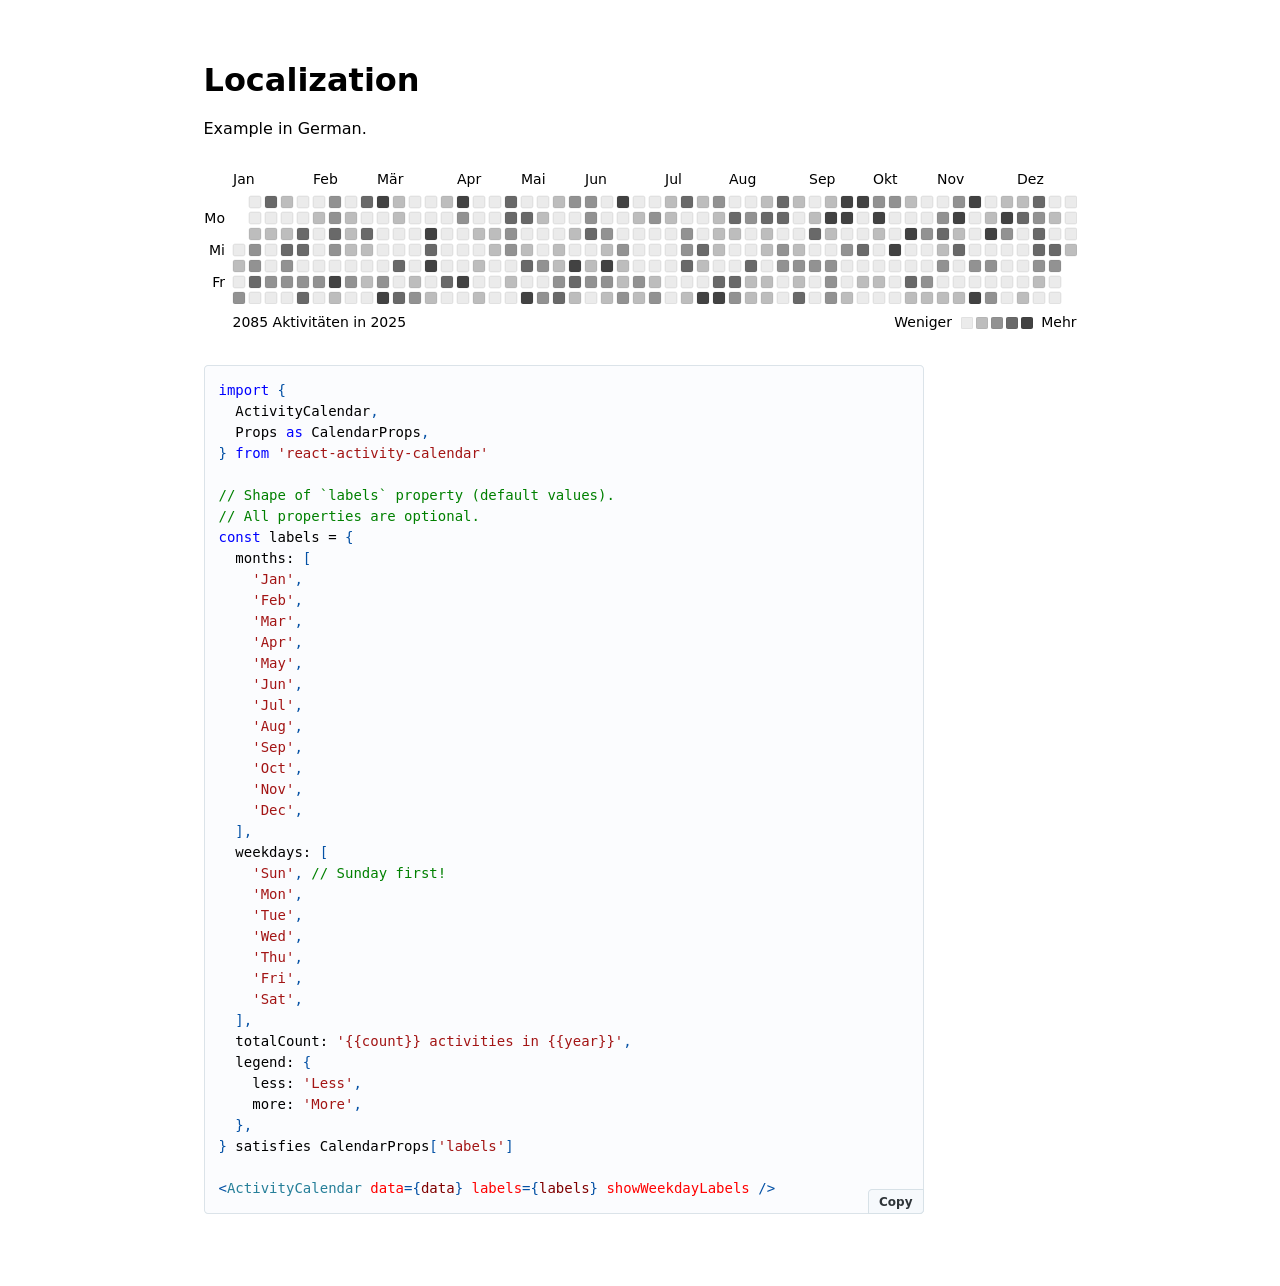 Localization
Example in German.
Jan Feb Mär Apr Mai Jun Jul Aug Sep Okt Nov Dez
Mo
Mi
Fr
2085 Aktivitäten in 2025 Weniger Mehr
import {
  ActivityCalendar,
  Props as CalendarProps,
} from 'react-activity-calendar'

// Shape of `labels` property (default values).
// All properties are optional.
const labels = {
  months: [
    'Jan',
    'Feb',
    'Mar',
    'Apr',
    'May',
    'Jun',
    'Jul',
    'Aug',
    'Sep',
    'Oct',
    'Nov',
    'Dec',
  ],
  weekdays: [
    'Sun', // Sunday first!
    'Mon',
    'Tue',
    'Wed',
    'Thu',
    'Fri',
    'Sat',
  ],
  totalCount: '{{count}} activities in {{year}}',
  legend: {
    less: 'Less',
    more: 'More',
  },
} satisfies CalendarProps['labels']

<ActivityCalendar data={data} labels={labels} showWeekdayLabels />
Copy